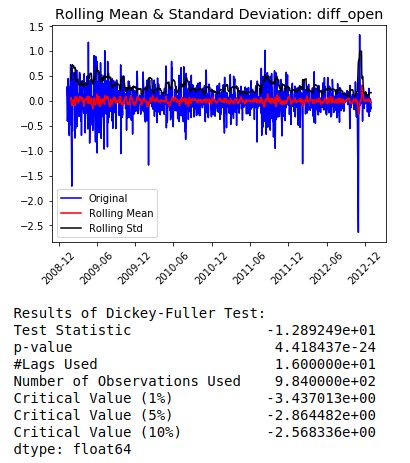 Rolling Mean & Standard Deviation: diff_open
1.5
1.0
0.5
0.0
−0.5
−1.0
−1.5
−2.0
−2.5
Original
Rolling Mean
Rolling Std
2008-12
2009-06
2009-12
2010-06
2010-12
2011-06
2011-12
2012-06
2012-12
Results of Dickey-Fuller Test:
Test Statistic -1.289249e+01
p-value 4.418437e-24
#Lags Used 1.600000e+01
Number of Observations Used 9.840000e+02
Critical Value (1%) -3.437013e+00
Critical Value (5%) -2.864482e+00
Critical Value (10%) -2.568336e+00
dtype: float64